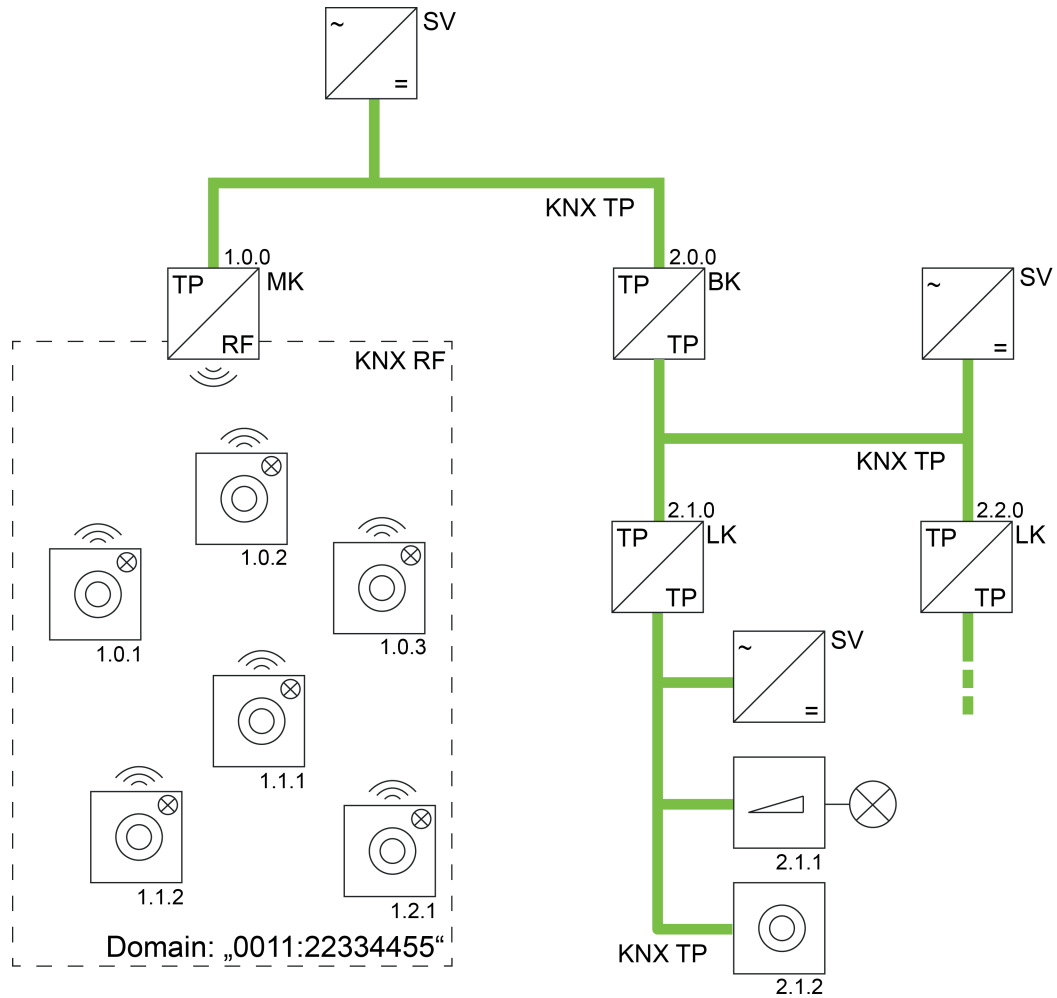 ~
SV
=
KNX TP
1.0.0
TP
MK
RF
2.0.0
TP
BK
TP
~
SV
=
KNX RF
KNX TP
1.0.2
1.0.1
1.0.3
1.1.1
1.1.2
1.2.1
Domain: „0011:22334455“
2.1.0
TP
LK
TP
2.2.0
TP
LK
TP
~
SV
=
2.1.1
KNX TP
2.1.2